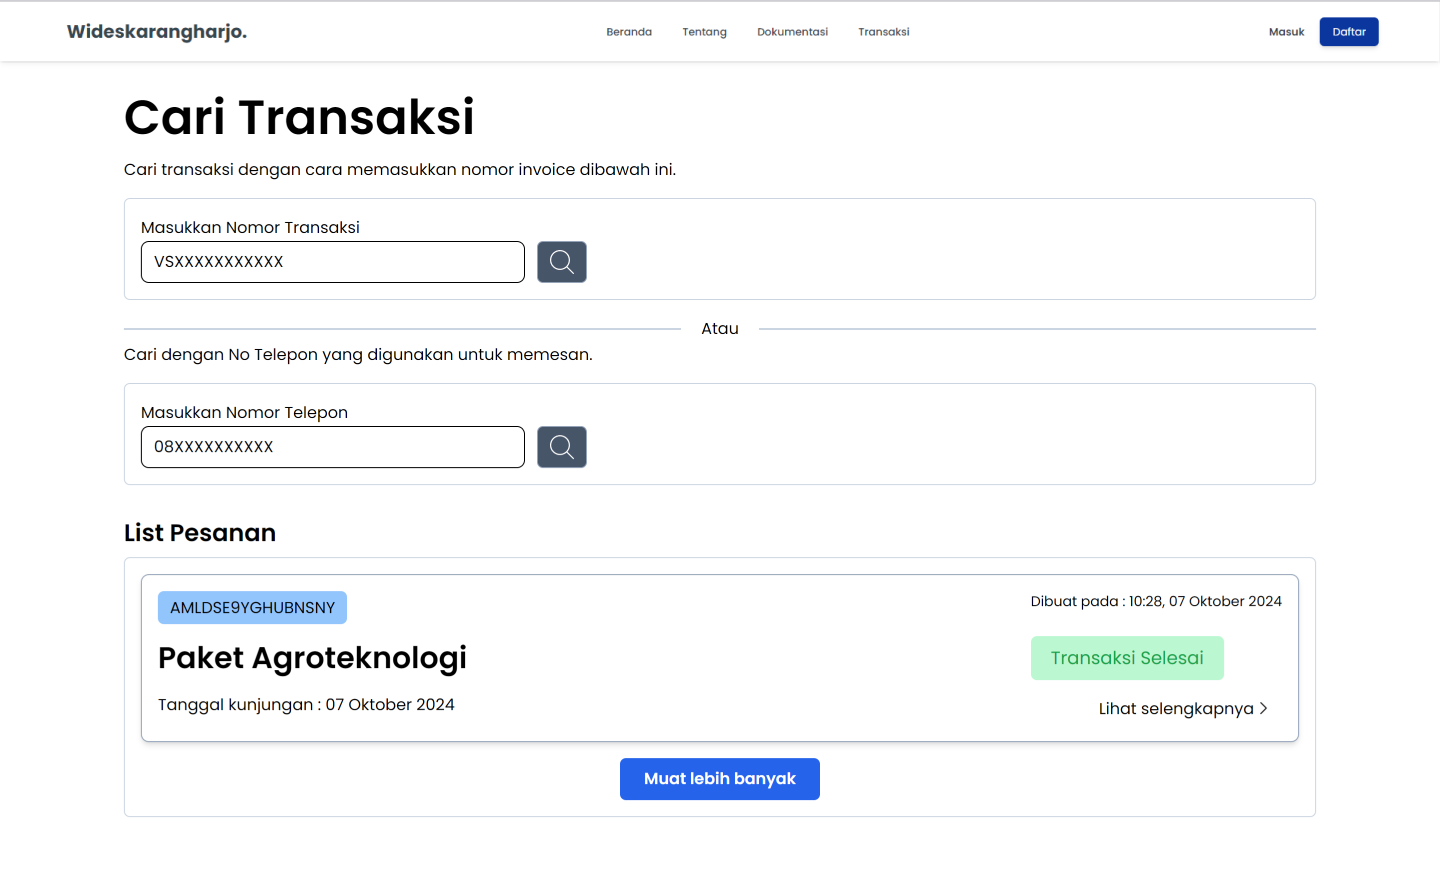 Wideskarangharjo.
Beranda Tentang Dokumentasi Transaksi
Masuk Daftar
Cari Transaksi
Cari transaksi dengan cara memasukkan nomor invoice dibawah ini.
Masukkan Nomor Transaksi
VSXXXXXXXXXXX
Atau
Cari dengan No Telepon yang digunakan untuk memesan.
Masukkan Nomor Telepon
08XXXXXXXXXX
List Pesanan
AMLDSE9YGHUBNSNY
Dibuat pada : 10:28, 07 Oktober 2024
Paket Agroteknologi
Transaksi Selesai
Tanggal kunjungan : 07 Oktober 2024
Lihat selengkapnya
Muat lebih banyak